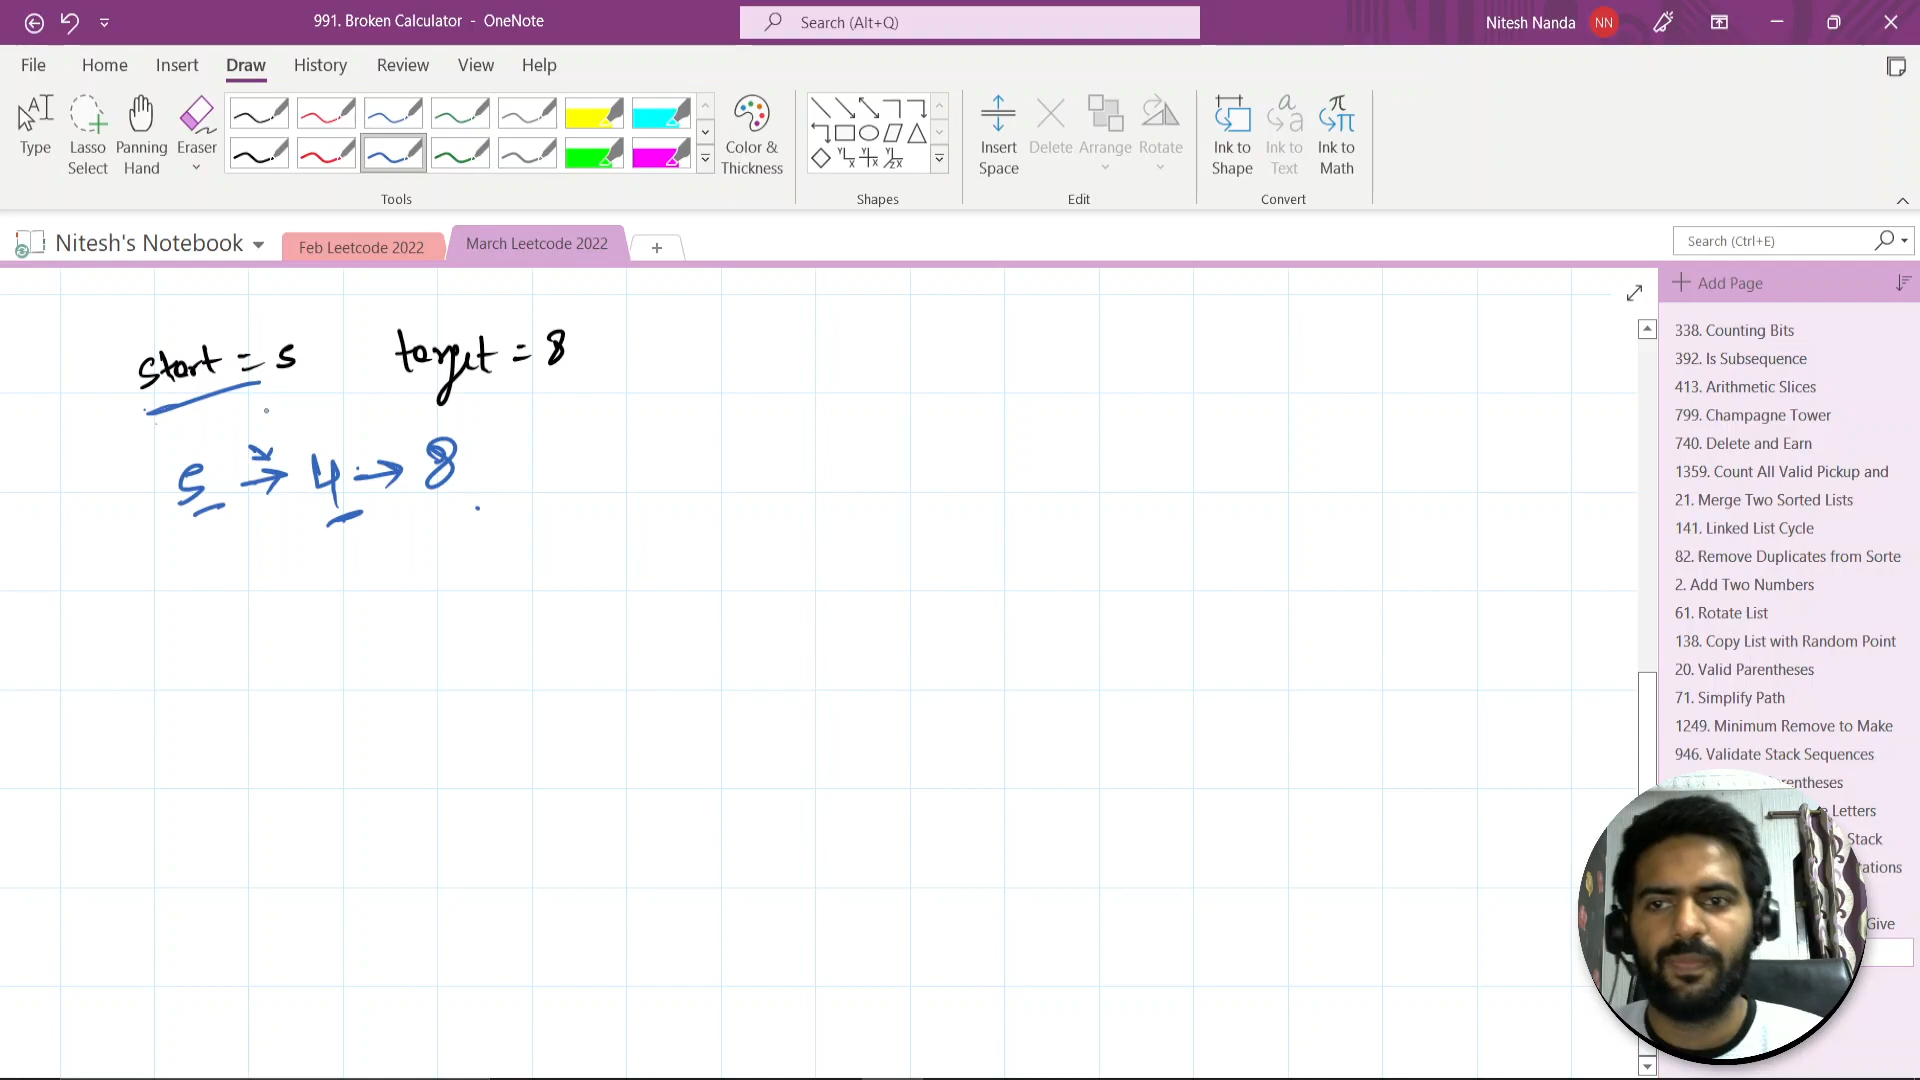 991. Broken Calculator - OneNote
Search (Alt+Q)
Nitesh Nanda NN
File Home Insert Draw History Review View Help
Type
Lasso Select
Panning Hand
Eraser
Color & Thickness
Insert Space
Delete
Arrange
Rotate
Ink to Shape
Ink to Text
Ink to Math
Tools Shapes Edit Convert
Nitesh's Notebook
Feb Leetcode 2022
March Leetcode 2022
+
Search (Ctrl+E)
Add Page
start = 5 target = 8
5 → 4 → 8
338. Counting Bits
392. Is Subsequence
413. Arithmetic Slices
799. Champagne Tower
740. Delete and Earn
1359. Count All Valid Pickup and
21. Merge Two Sorted Lists
141. Linked List Cycle
82. Remove Duplicates from Sorte
2. Add Two Numbers
61. Rotate List
138. Copy List with Random Point
20. Valid Parentheses
71. Simplify Path
1249. Minimum Remove to Make
946. Validate Stack Sequences
rentheses
Letters
Stack
rations
Give